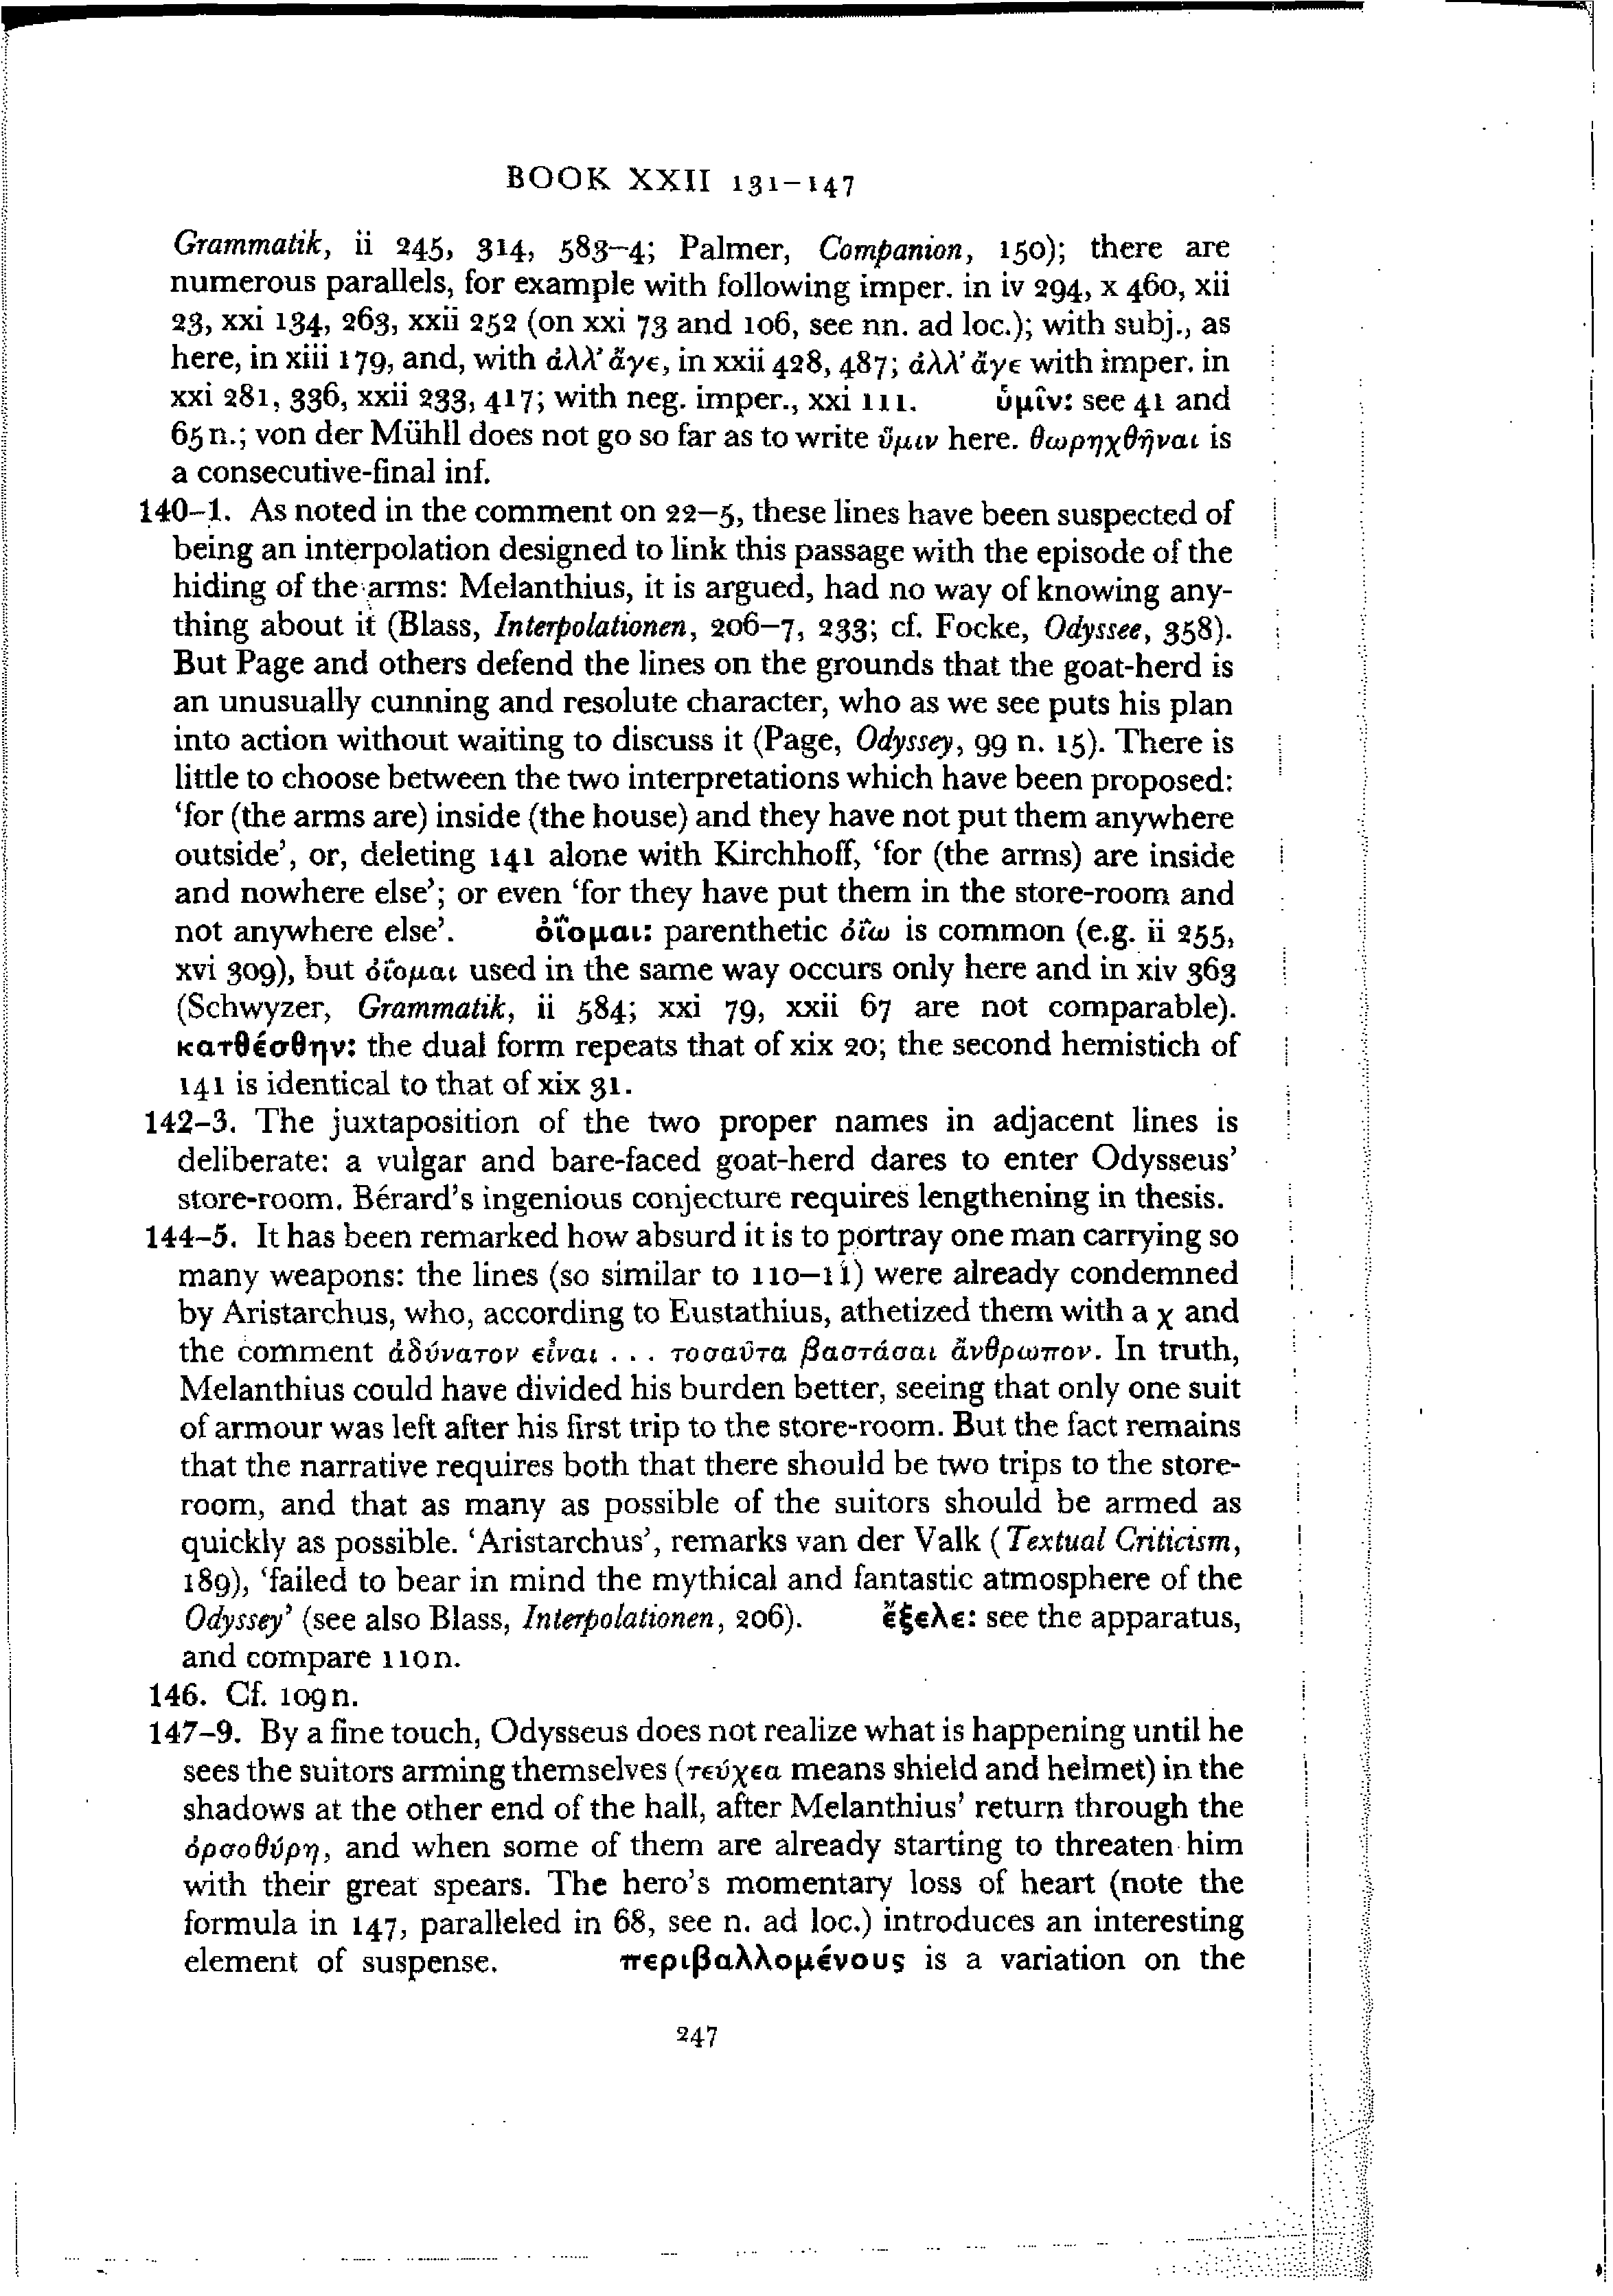 BOOK XXII 131–147
Grammatik, ii 245, 314, 583–4; Palmer, Companion, 150); there are
numerous parallels, for example with following imper. in iv 294, x 460, xii
23, xxi 134, 263, xxii 252 (on xxi 73 and 106, see nn. ad loc.); with subj., as
here, in xiii 179, and, with ἀλλ’ ἄγε, in xxii 428, 487; ἀλλ’ ἄγε with imper. in
xxi 281, 336, xxii 233, 417; with neg. imper., xxi 111. ὑμῖν: see 41 and
65 n.; von der Mühll does not go so far as to write ὔμιν here. θωρηχθῆναι is
a consecutive-final inf.
140–1. As noted in the comment on 22–5, these lines have been suspected of
being an interpolation designed to link this passage with the episode of the
hiding of the arms: Melanthius, it is argued, had no way of knowing any-
thing about it (Blass, Interpolationen, 206–7, 233; cf. Focke, Odyssee, 358).
But Page and others defend the lines on the grounds that the goat-herd is
an unusually cunning and resolute character, who as we see puts his plan
into action without waiting to discuss it (Page, Odyssey, 99 n. 15). There is
little to choose between the two interpretations which have been proposed:
‘for (the arms are) inside (the house) and they have not put them anywhere
outside’, or, deleting 141 alone with Kirchhoff, ‘for (the arms) are inside
and nowhere else’; or even ‘for they have put them in the store-room and
not anywhere else’. ὀΐομαι: parenthetic ὀΐω is common (e.g. ii 255,
xvi 309), but ὀΐομαι used in the same way occurs only here and in xiv 363
(Schwyzer, Grammatik, ii 584; xxi 79, xxii 67 are not comparable).
κατθέσθην: the dual form repeats that of xix 20; the second hemistich of
141 is identical to that of xix 31.
142–3. The juxtaposition of the two proper names in adjacent lines is
deliberate: a vulgar and bare-faced goat-herd dares to enter Odysseus’
store-room. Bérard’s ingenious conjecture requires lengthening in thesis.
144–5. It has been remarked how absurd it is to portray one man carrying so
many weapons: the lines (so similar to 110–11) were already condemned
by Aristarchus, who, according to Eustathius, athetized them with a χ and
the comment ἀδύνατον εἶναι . . . τοσαῦτα βαστάσαι ἄνθρωπον. In truth,
Melanthius could have divided his burden better, seeing that only one suit
of armour was left after his first trip to the store-room. But the fact remains
that the narrative requires both that there should be two trips to the store-
room, and that as many as possible of the suitors should be armed as
quickly as possible. ‘Aristarchus’, remarks van der Valk (Textual Criticism,
189), ‘failed to bear in mind the mythical and fantastic atmosphere of the
Odyssey’ (see also Blass, Interpolationen, 206). ἔξελε: see the apparatus,
and compare 110 n.
146. Cf. 109 n.
147–9. By a fine touch, Odysseus does not realize what is happening until he
sees the suitors arming themselves (τεύχεα means shield and helmet) in the
shadows at the other end of the hall, after Melanthius’ return through the
ὀρσοθύρη, and when some of them are already starting to threaten him
with their great spears. The hero’s momentary loss of heart (note the
formula in 147, paralleled in 68, see n. ad loc.) introduces an interesting
element of suspense. περιβαλλομένους is a variation on the
247